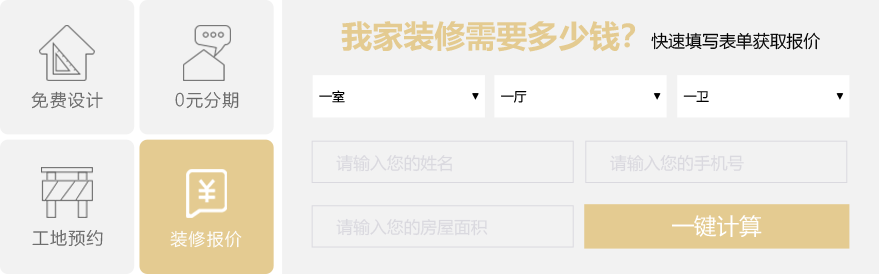 免费设计
0元分期
工地预约
装修报价
我家装修需要多少钱? 快速填写表单获取报价
一室 一厅 一卫
请输入您的姓名 请输入您的手机号
请输入您的房屋面积 一键计算